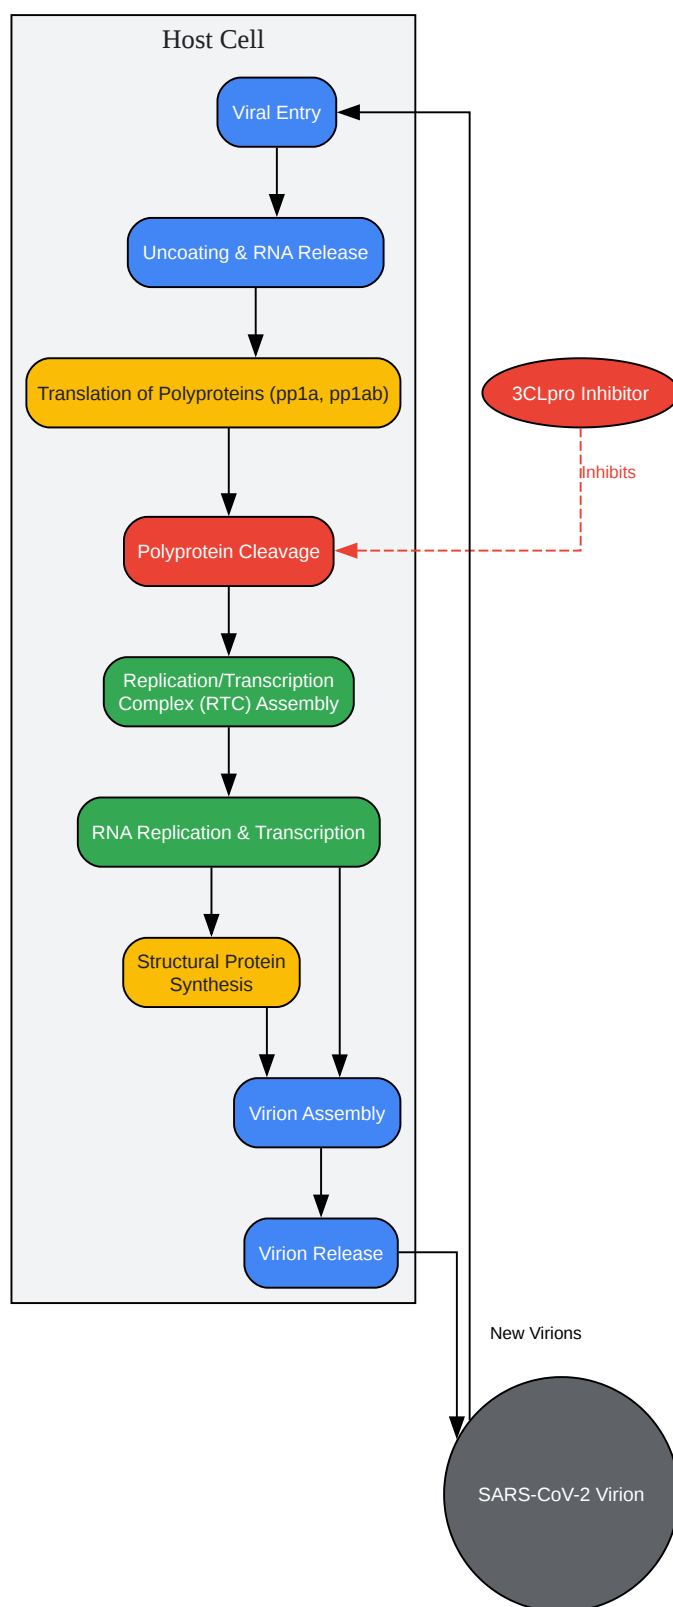 Host Cell
Viral Entry
Uncoating & RNA Release
Translation of Polyproteins (pp1a, pp1ab)
3CLpro Inhibitor
Inhibits
Polyprotein Cleavage
Replication/Transcription
Complex (RTC) Assembly
RNA Replication & Transcription
Structural Protein
Synthesis
Virion Assembly
Virion Release
New Virions
SARS-CoV-2 Virion